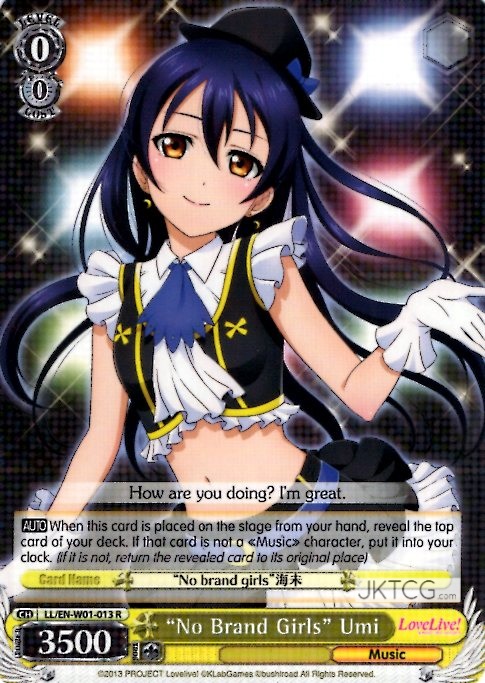 LEVEL
0
0
COST
How are you doing? I'm great.
AUTO When this card is placed on the stage from your hand, reveal the top
card of your deck. If that card is not a «Music» character, put it into your
clock. (if it is not, return the revealed card to its original place)
Card Name "No brand girls"海未
JKTCG.com
CH LL/EN-W01-013 R
3500
"No Brand Girls" Umi
LoveLive!
Music
©2013 PROJECT Lovelive! ©KLabGames ©bushiroad All Rights Reserved.